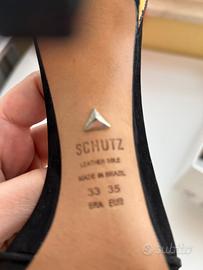 SCHUTZ
LEATHER SOLE
MADE IN BRAZIL
33 35
BRA EUR
subito